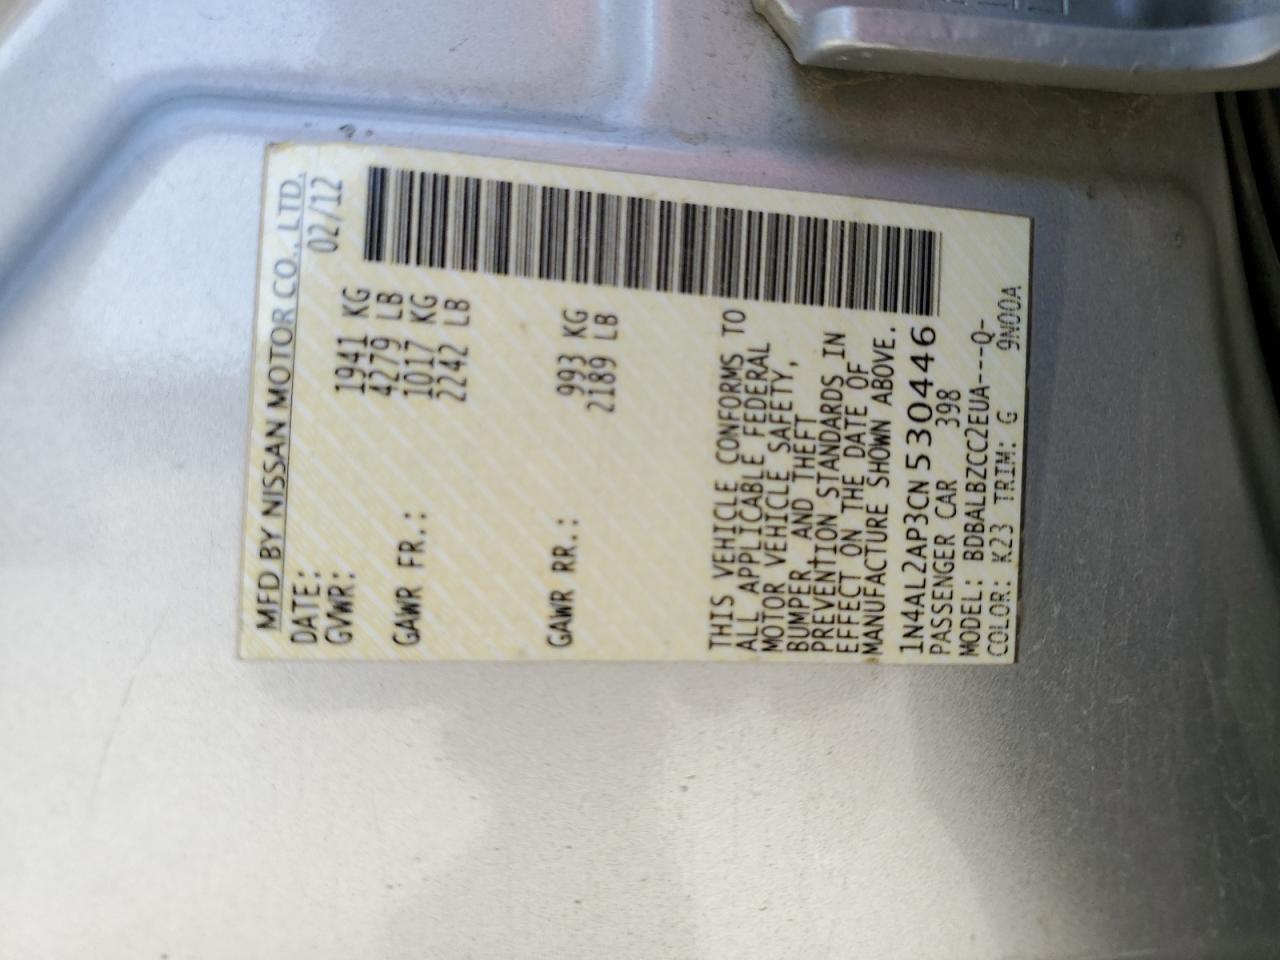 MFD BY NISSAN MOTOR CO., LTD.
DATE: 02/12
GVWR: 1941 KG
4279 LB
GAWR FR.: 1017 KG
2242 LB
GAWR RR.: 993 KG
2189 LB
THIS VEHICLE CONFORMS TO
ALL APPLICABLE FEDERAL
MOTOR VEHICLE SAFETY,
BUMPER, AND THEFT
PREVENTION STANDARDS IN
EFFECT ON THE DATE OF
MANUFACTURE SHOWN ABOVE.
1N4AL2AP3CN530446
PASSENGER CAR 398
MODEL: BDBALBZCC2EUA----Q-
COLOR: K23 TRIM: G 9N00A